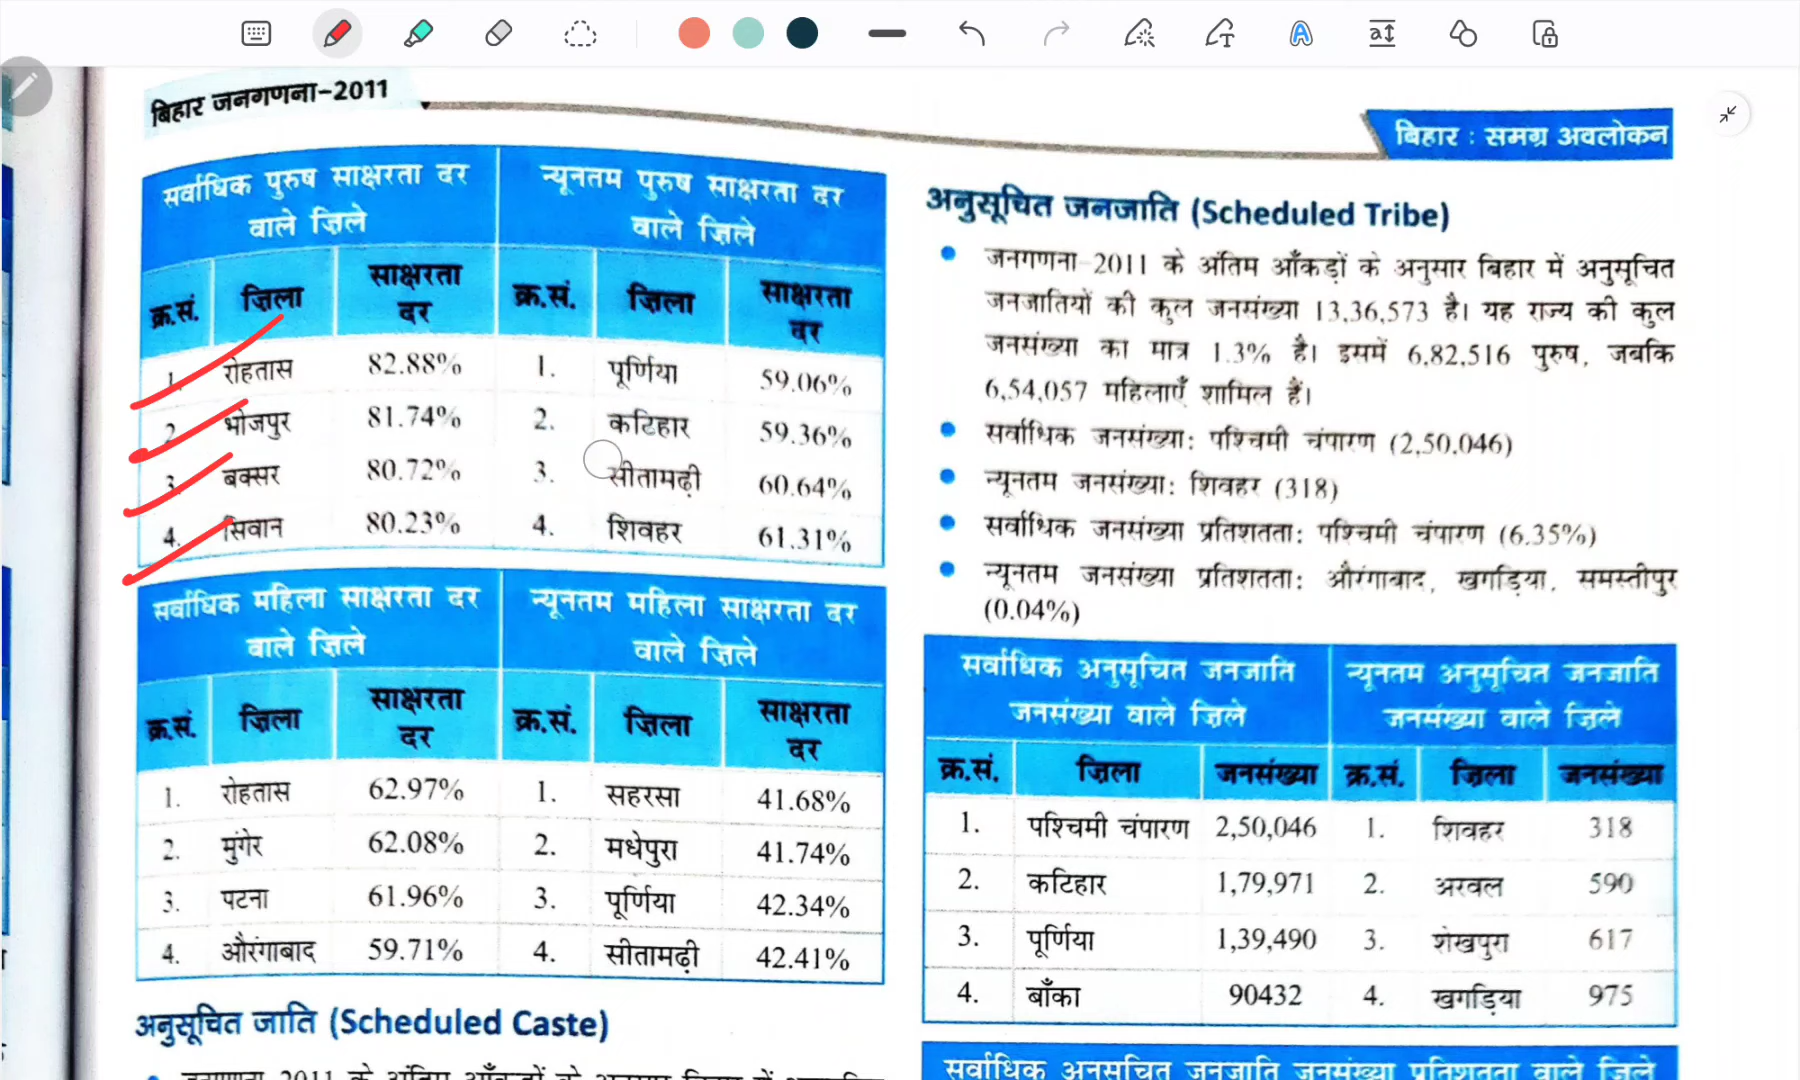 बिहार जनगणना-2011
बिहार : समग्र अवलोकन
सर्वाधिक पुरुष साक्षरता दर वाले ज़िले
न्यूनतम पुरुष साक्षरता दर वाले ज़िले
क्र.सं. ज़िला साक्षरता दर क्र.सं. ज़िला साक्षरता दर
1. रोहतास 82.88% 1. पूर्णिया 59.06%
2. भोजपुर 81.74% 2. कटिहार 59.36%
3. बक्सर 80.72% 3. सीतामढ़ी 60.64%
4. सिवान 80.23% 4. शिवहर 61.31%
सर्वाधिक महिला साक्षरता दर वाले ज़िले
न्यूनतम महिला साक्षरता दर वाले ज़िले
क्र.सं. ज़िला साक्षरता दर क्र.सं. ज़िला साक्षरता दर
1. रोहतास 62.97% 1. सहरसा 41.68%
2. मुंगेर 62.08% 2. मधेपुरा 41.74%
3. पटना 61.96% 3. पूर्णिया 42.34%
4. औरंगाबाद 59.71% 4. सीतामढ़ी 42.41%
अनुसूचित जाति (Scheduled Caste)
अनुसूचित जनजाति (Scheduled Tribe)
• जनगणना-2011 के अंतिम आँकड़ों के अनुसार बिहार में अनुसूचित
जनजातियों की कुल जनसंख्या 13,36,573 है। यह राज्य की कुल
जनसंख्या का मात्र 1.3% है। इसमें 6,82,516 पुरुष, जबकि
6,54,057 महिलाएँ शामिल हैं।
• सर्वाधिक जनसंख्या: पश्चिमी चंपारण (2,50,046)
• न्यूनतम जनसंख्या: शिवहर (318)
• सर्वाधिक जनसंख्या प्रतिशतता: पश्चिमी चंपारण (6.35%)
• न्यूनतम जनसंख्या प्रतिशतता: औरंगाबाद, खगड़िया, समस्तीपुर
(0.04%)
सर्वाधिक अनुसूचित जनजाति जनसंख्या वाले ज़िले
न्यूनतम अनुसूचित जनजाति जनसंख्या वाले ज़िले
क्र.सं. ज़िला जनसंख्या क्र.सं. ज़िला जनसंख्या
1. पश्चिमी चंपारण 2,50,046 1. शिवहर 318
2. कटिहार 1,79,971 2. अरवल 590
3. पूर्णिया 1,39,490 3. शेखपुरा 617
4. बाँका 90432 4. खगड़िया 975
सर्वाधिक अनुसूचित जनजाति जनसंख्या प्रतिशतता वाले ज़िले